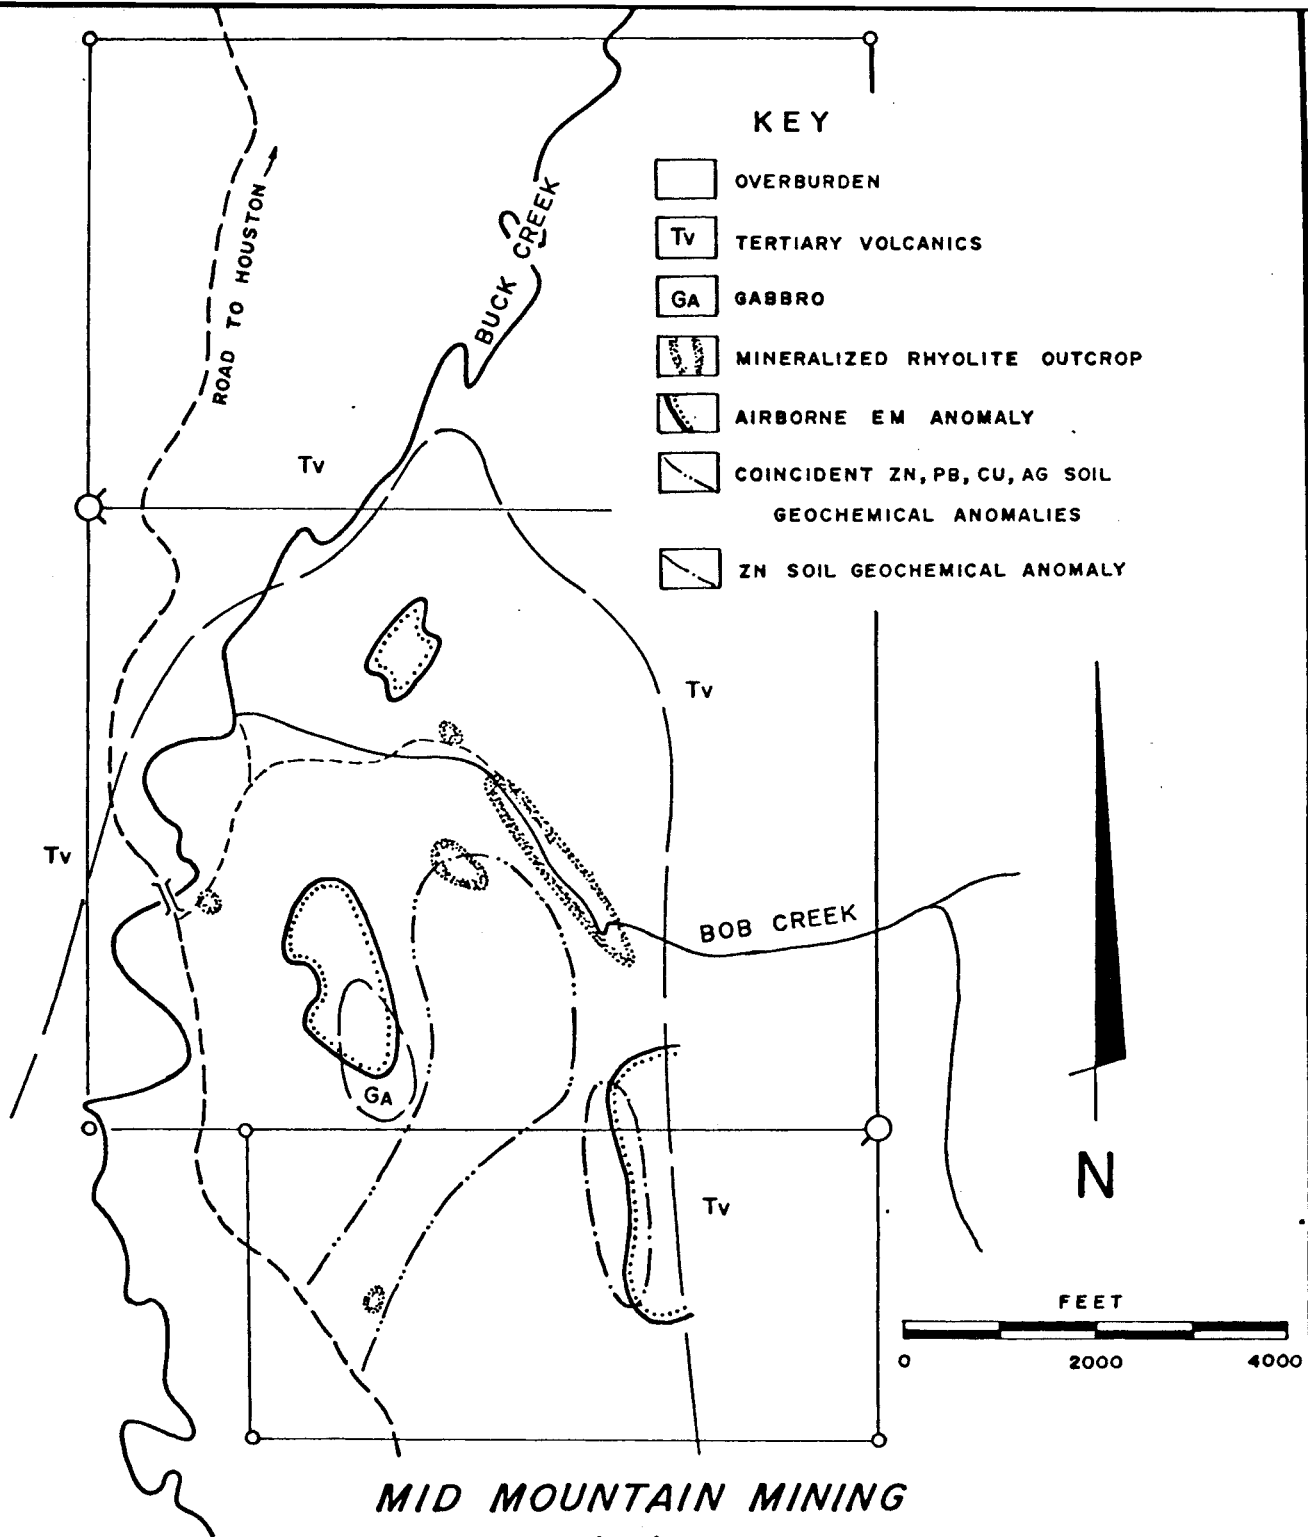 KEY
OVERBURDEN
Tv TERTIARY VOLCANICS
GA GABBRO
MINERALIZED RHYOLITE OUTCROP
AIRBORNE EM ANOMALY
COINCIDENT ZN, PB, CU, AG SOIL
GEOCHEMICAL ANOMALIES
ZN SOIL GEOCHEMICAL ANOMALY
ROAD TO HOUSTON
BUCK CREEK
Tv
Tv
Tv
BOB CREEK
GA
Tv
N
FEET
0 2000 4000
MID MOUNTAIN MINING